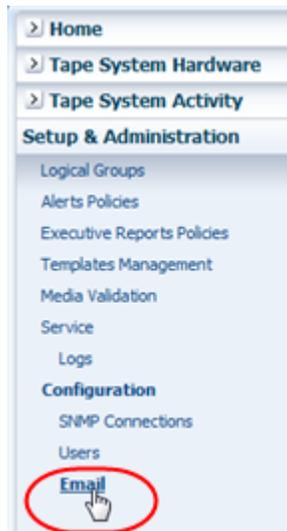 Home
Tape System Hardware
Tape System Activity
Setup & Administration
Logical Groups
Alerts Policies
Executive Reports Policies
Templates Management
Media Validation
Service
Logs
Configuration
SNMP Connections
Users
Email